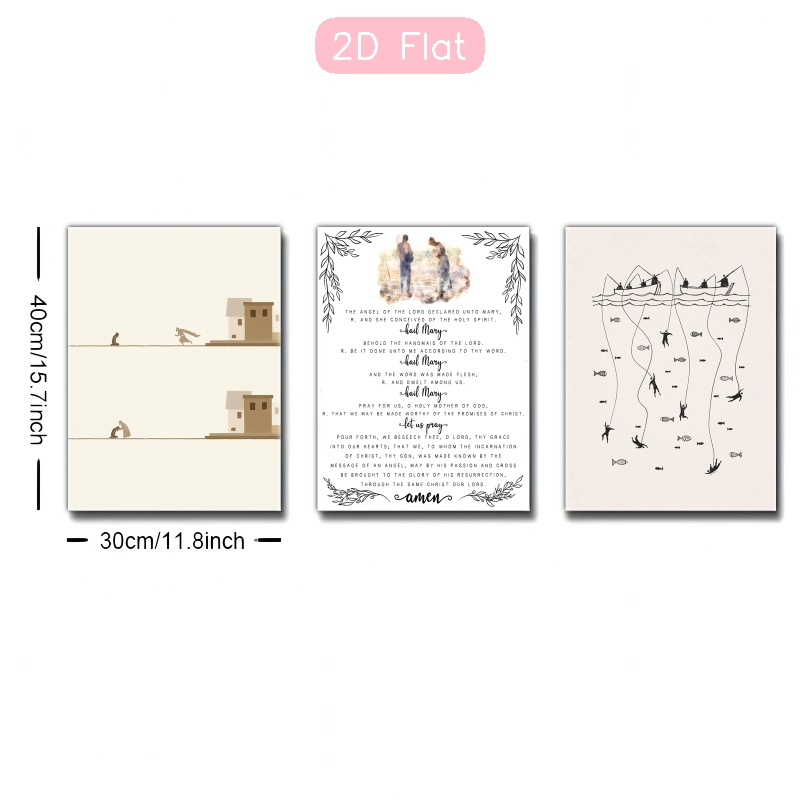 2D Flat
40cm/15.7inch
THE ANGEL OF THE LORD DECLARED UNTO MARY,
R. AND SHE CONCEIVED OF THE HOLY SPIRIT.
hail Mary
BEHOLD THE HANDMAID OF THE LORD.
R. BE IT DONE UNTO ME ACCORDING TO THY WORD.
hail Mary
AND THE WORD WAS MADE FLESH,
R. AND DWELT AMONG US.
hail Mary
PRAY FOR US, O HOLY MOTHER OF GOD,
R. THAT WE MAY BE MADE WORTHY OF THE PROMISES OF CHRIST.
let us pray
POUR FORTH, WE BESEECH THEE, O LORD, THY GRACE
INTO OUR HEARTS; THAT WE, TO WHOM THE INCARNATION
OF CHRIST, THY SON, WAS MADE KNOWN BY THE
MESSAGE OF AN ANGEL, MAY BY HIS PASSION AND CROSS
BE BROUGHT TO THE GLORY OF HIS RESURRECTION,
THROUGH THE SAME CHRIST OUR LORD.
amen
30cm/11.8inch